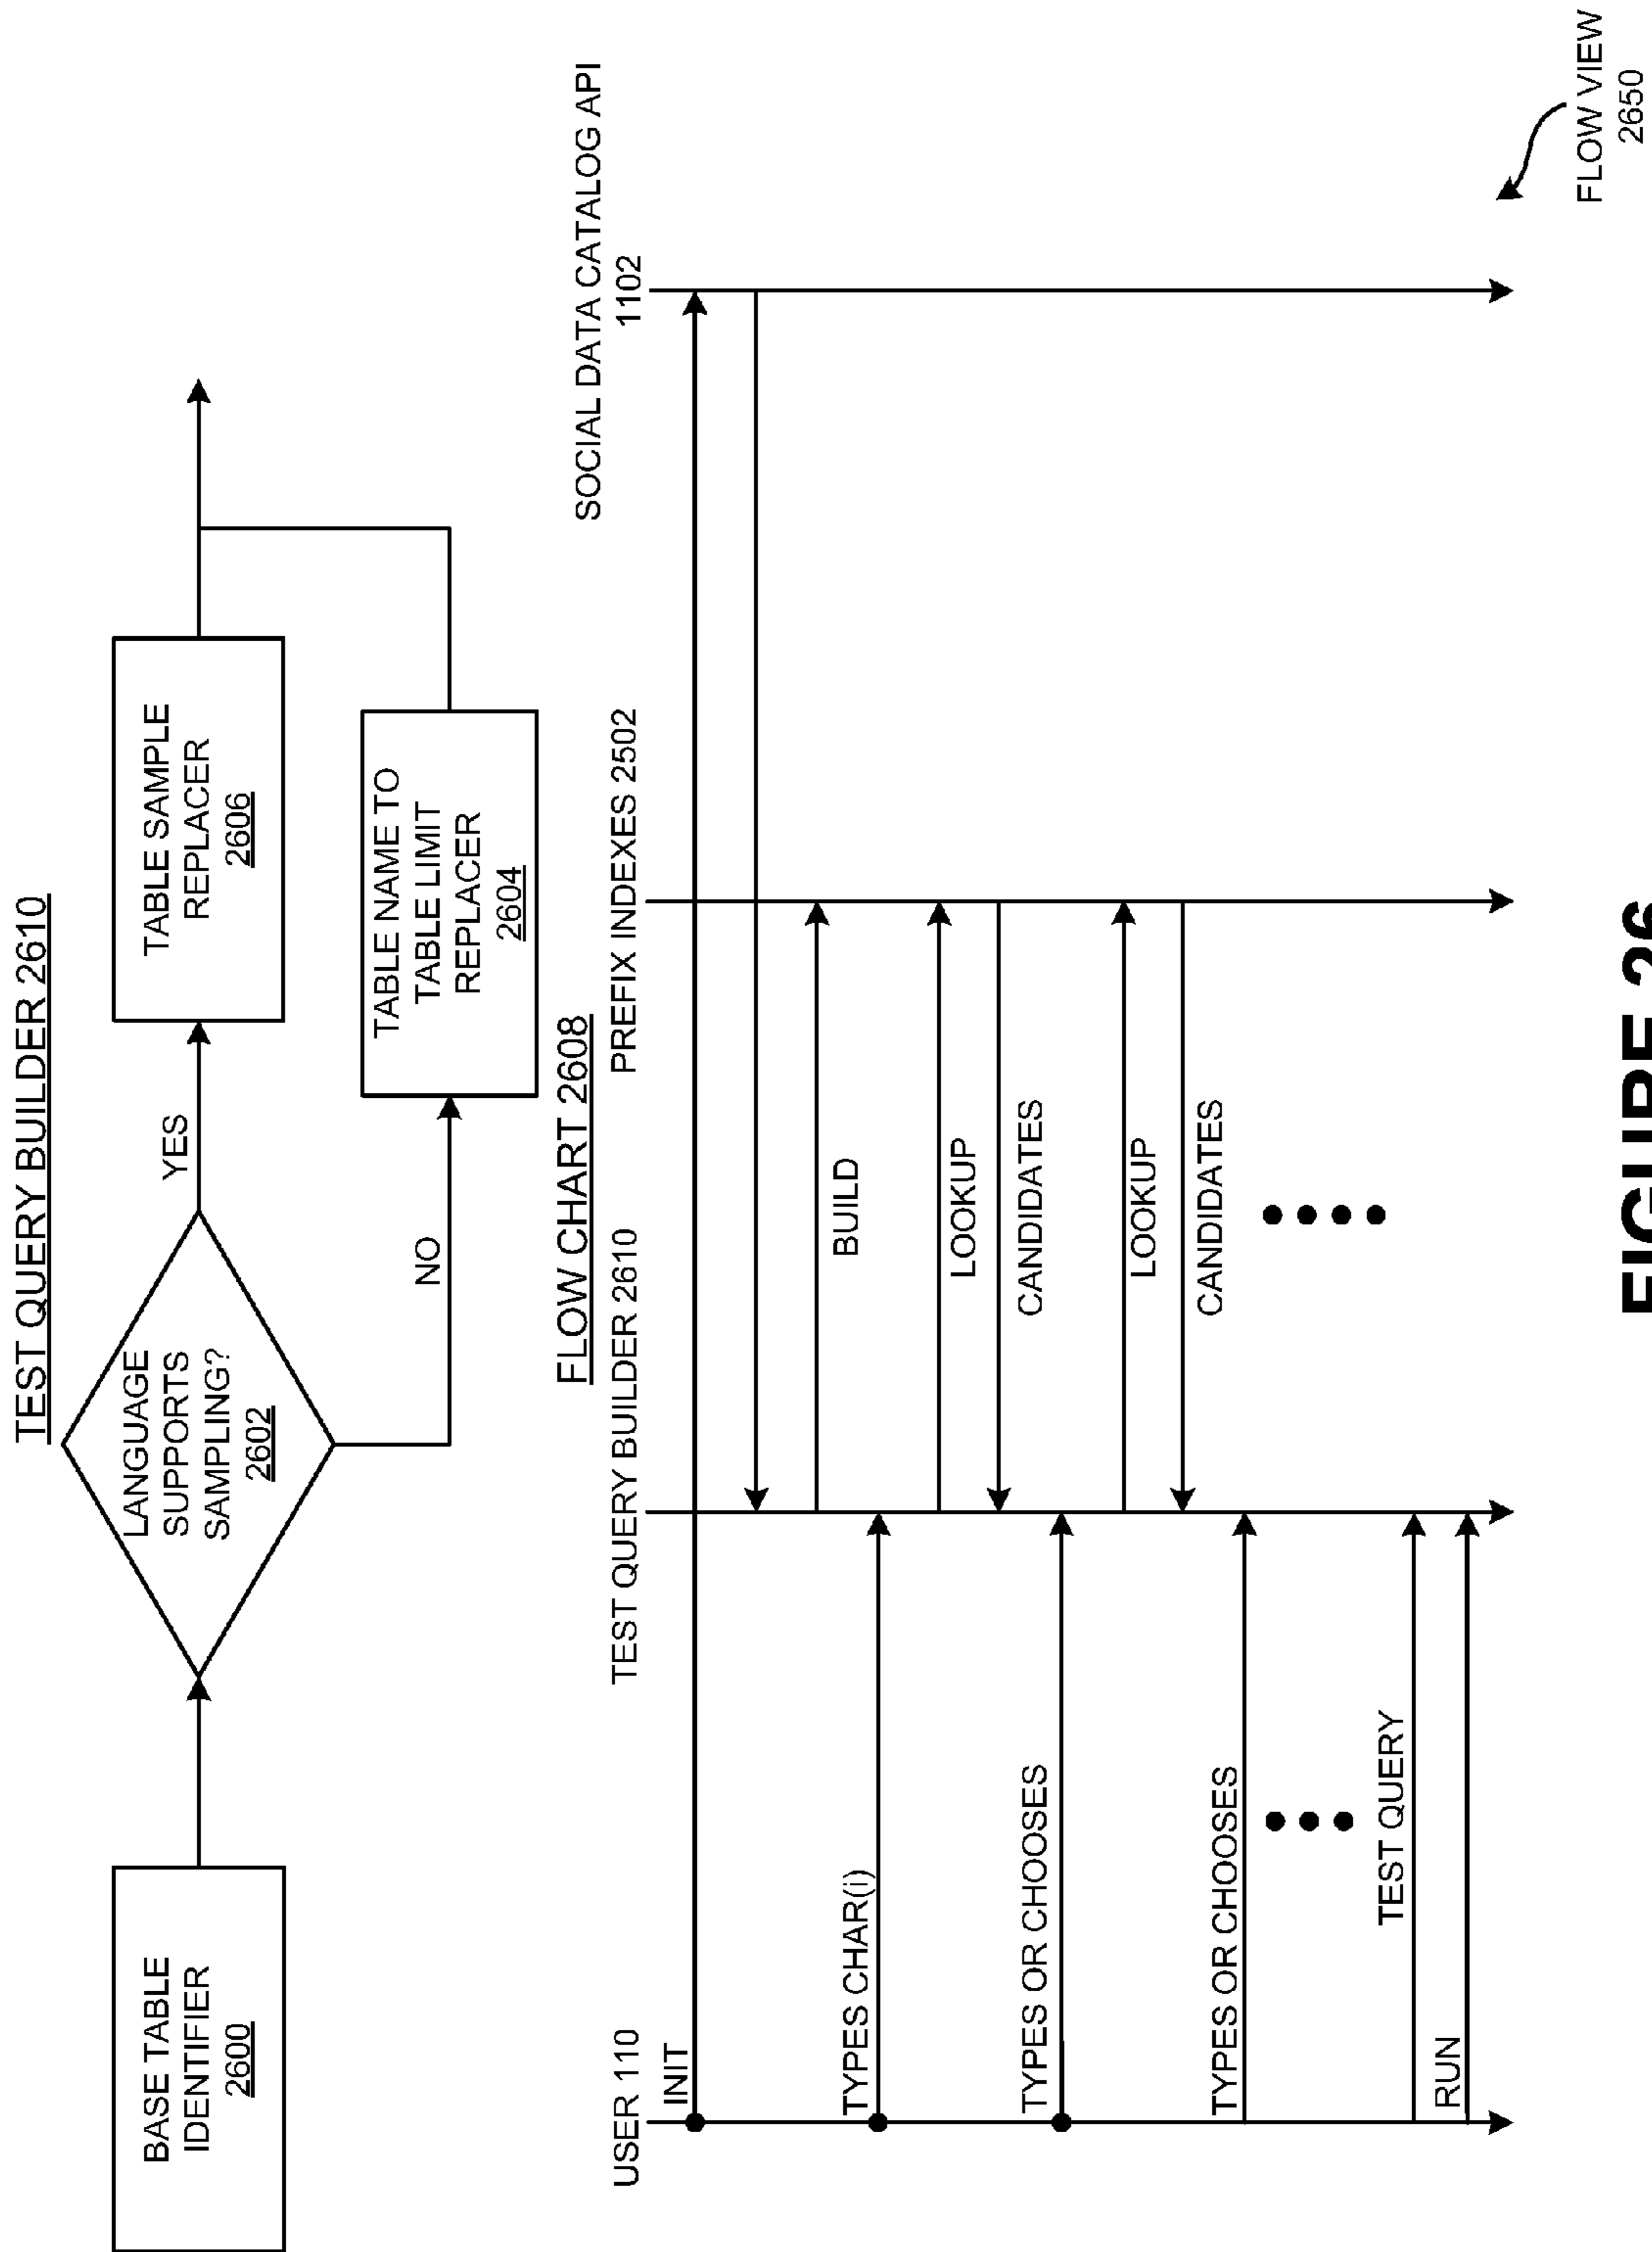 TEST QUERY BUILDER 2610
BASE TABLE
IDENTIFIER
2600
LANGUAGE
SUPPORTS
SAMPLING?
2602
YES
NO
TABLE SAMPLE
REPLACER
2606
TABLE NAME TO
TABLE LIMIT
REPLACER
2604
FLOW CHART 2608
USER 110
TEST QUERY BUILDER 2610
PREFIX INDEXES 2502
SOCIAL DATA CATALOG API
1102
INIT
BUILD
TYPES CHAR(i)
LOOKUP
CANDIDATES
TYPES OR CHOOSES
LOOKUP
CANDIDATES
TYPES OR CHOOSES
TEST QUERY
RUN
FLOW VIEW
2650
FIGURE 26